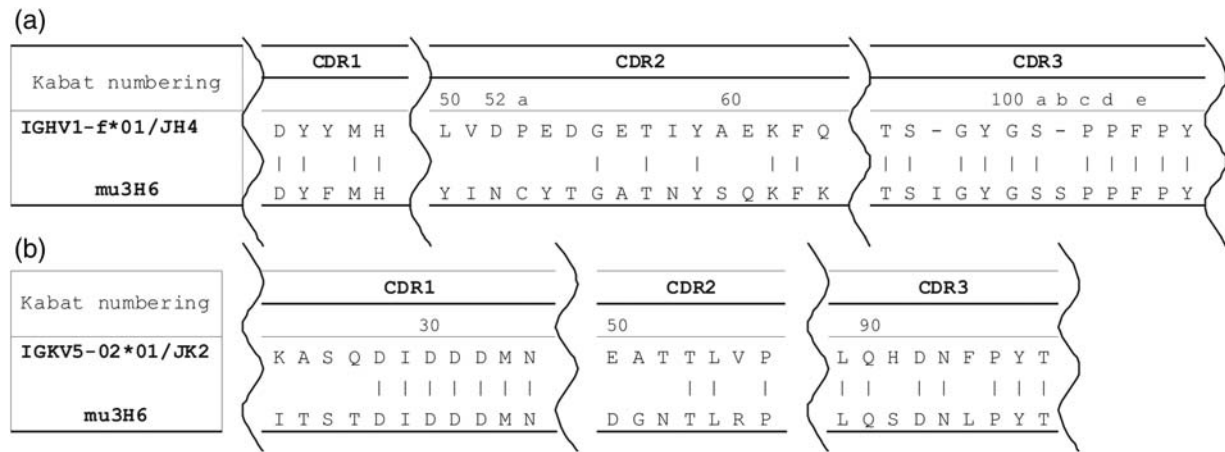 (a)
CDR1 CDR2 CDR3
Kabat numbering 50 52 a 60 100 a b c d e
IGHV1-f*01/JH4 D Y Y M H L V D P E D G E T I Y A E K F Q T S - G Y G S - P P F P Y
mu3H6 D Y F M H Y I N C Y T G A T N Y S Q K F K T S I G Y G S S P P F P Y
(b)
CDR1 CDR2 CDR3
Kabat numbering 30 50 90
IGKV5-02*01/JK2 K A S Q D I D D D M N E A T T L V P L Q H D N F P Y T
mu3H6 I T S T D I D D D M N D G N T L R P L Q S D N L P Y T